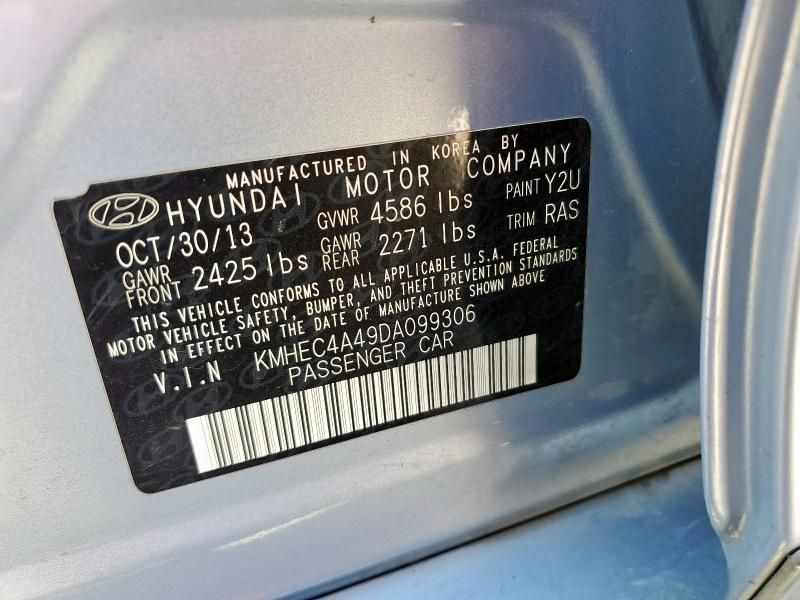 MANUFACTURED IN KOREA BY
HYUNDAI MOTOR COMPANY
OCT/30/13 GVWR 4586 lbs PAINT Y2U
GAWR FRONT 2425 lbs GAWR REAR 2271 lbs TRIM RAS
THIS VEHICLE CONFORMS TO ALL APPLICABLE U.S.A. FEDERAL
MOTOR VEHICLE SAFETY, BUMPER, AND THEFT PREVENTION STANDARDS
IN EFFECT ON THE DATE OF MANUFACTURE SHOWN ABOVE.
V.I.N KMHEC4A49DA099306
PASSENGER CAR